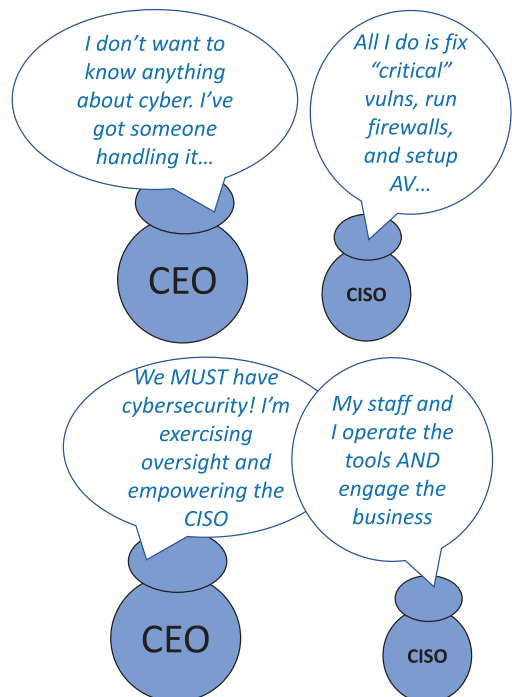 I don’t want to
know anything
about cyber. I’ve
got someone
handling it…
All I do is fix
“critical”
vulns, run
firewalls,
and setup
AV…
CEO
CISO
We MUST have
cybersecurity! I’m
exercising
oversight and
empowering the
CISO
My staff and
I operate the
tools AND
engage the
business
CEO
CISO